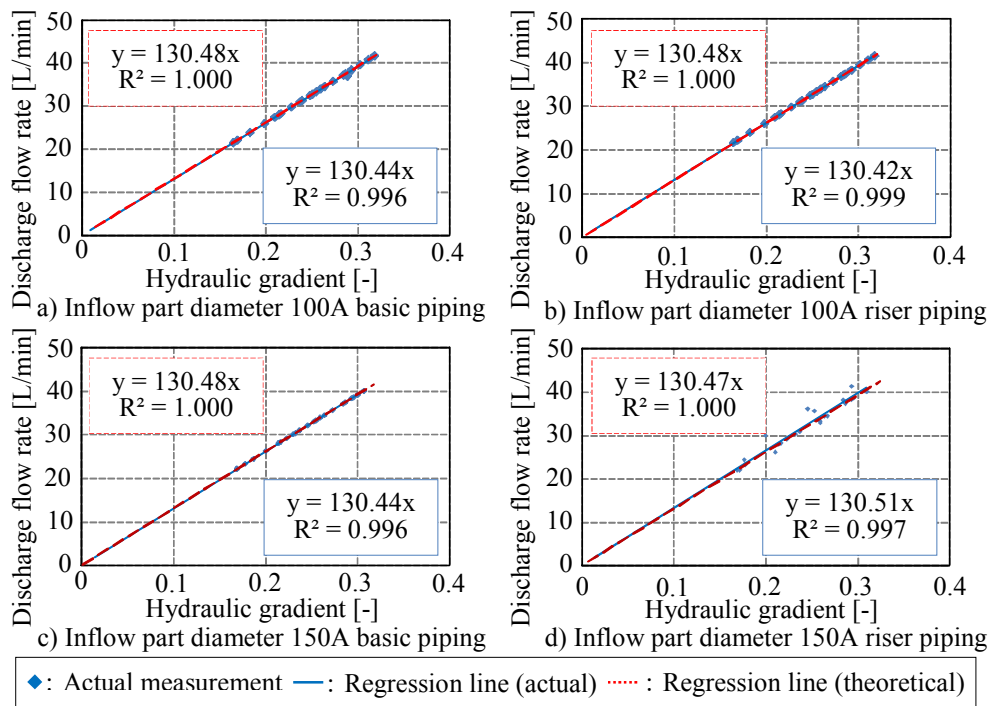 Discharge flow rate [L/min]
50
40
30
20
10
0
y = 130.48x
R² = 1.000
y = 130.44x
R² = 0.996
0 0.1 0.2 0.3 0.4
Hydraulic gradient [-]
a) Inflow part diameter 100A basic piping
Discharge flow rate [L/min]
50
40
30
20
10
0
y = 130.48x
R² = 1.000
y = 130.42x
R² = 0.999
0 0.1 0.2 0.3 0.4
Hydraulic gradient [-]
b) Inflow part diameter 100A riser piping
Discharge flow rate [L/min]
50
40
30
20
10
0
y = 130.48x
R² = 1.000
y = 130.44x
R² = 0.996
0 0.1 0.2 0.3 0.4
Hydraulic gradient [-]
c) Inflow part diameter 150A basic piping
Discharge flow rate [L/min]
50
40
30
20
10
0
y = 130.47x
R² = 1.000
y = 130.51x
R² = 0.997
0 0.1 0.2 0.3 0.4
Hydraulic gradient [-]
d) Inflow part diameter 150A riser piping
: Actual measurement : Regression line (actual) : Regression line (theoretical)